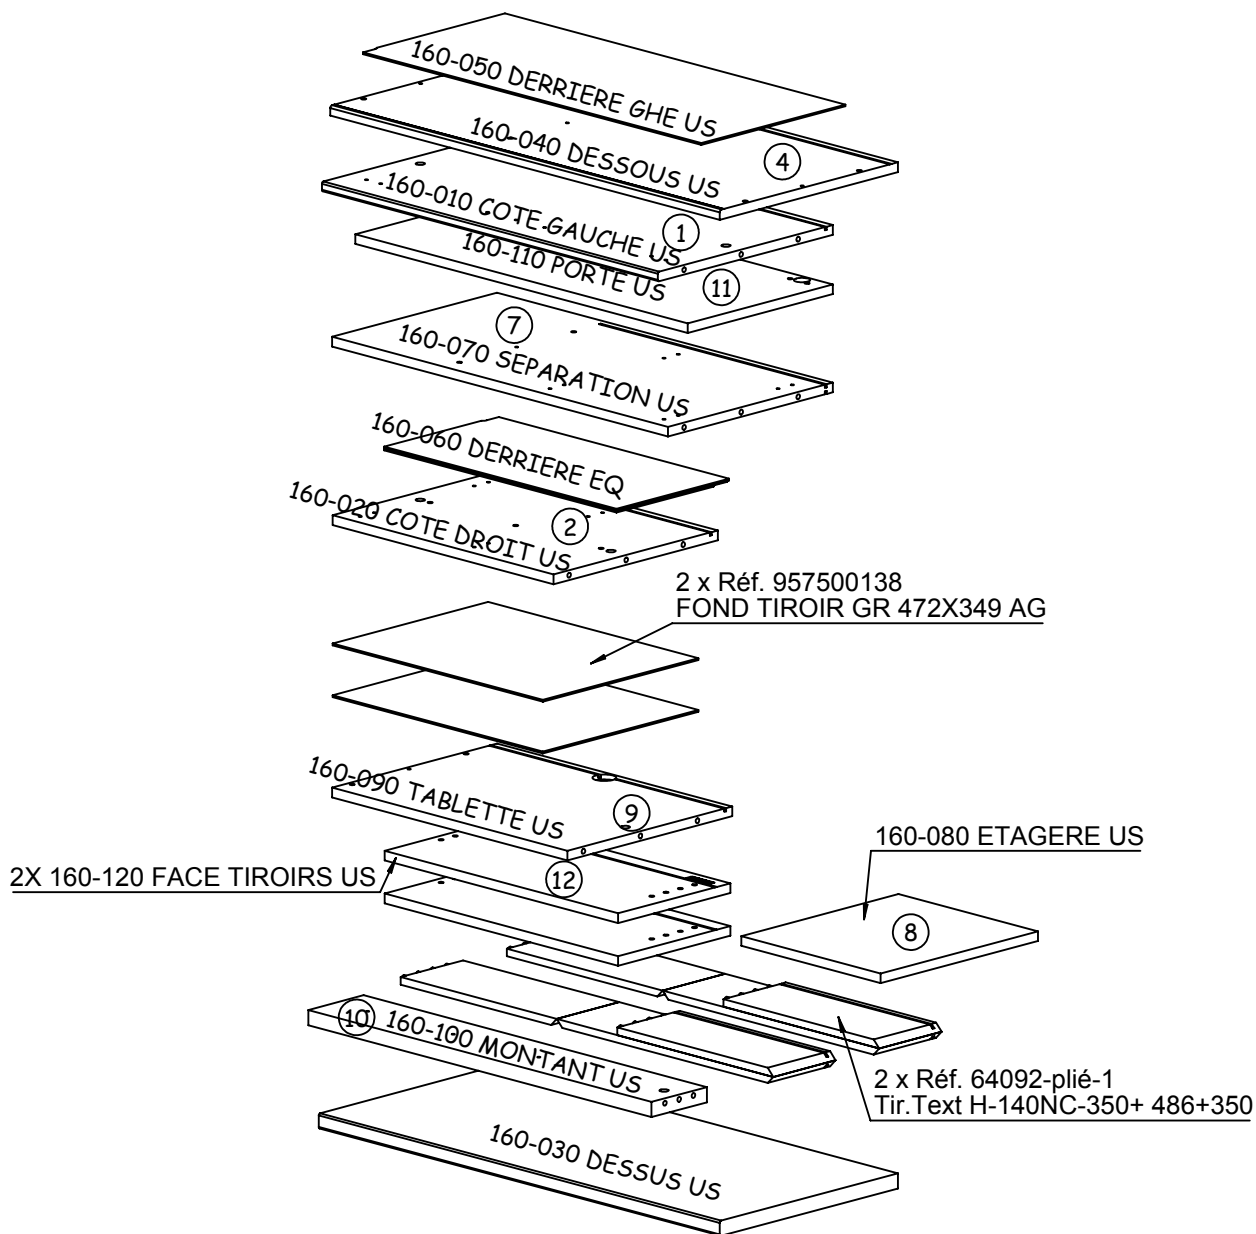 160-050 DERRIERE GHE US
160-040 DESSOUS US
4
160-010 COTE GAUCHE US
1
160-110 PORTE US
11
7
160-070 SEPARATION US
160-060 DERRIERE EQ
160-020 COTE DROIT US
2
2 x Réf. 957500138
FOND TIROIR GR 472X349 AG
160-090 TABLETTE US
9
160-080 ETAGERE US
2X 160-120 FACE TIROIRS US
12
8
10
160-100 MONTANT US
2 x Réf. 64092-plié-1
Tir.Text H-140NC-350+ 486+350
160-030 DESSUS US